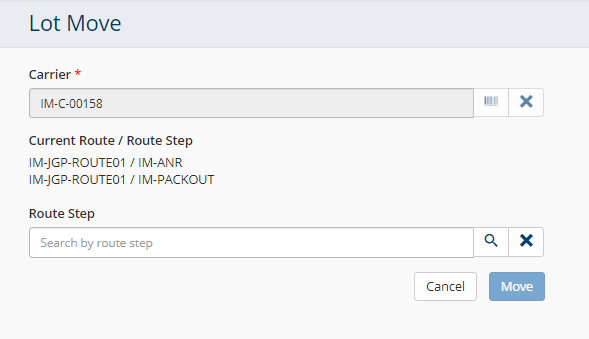 Lot Move
Carrier *
IM-C-00158
Current Route / Route Step
IM-JGP-ROUTE01 / IM-ANR
IM-JGP-ROUTE01 / IM-PACKOUT
Route Step
Search by route step
Cancel
Move